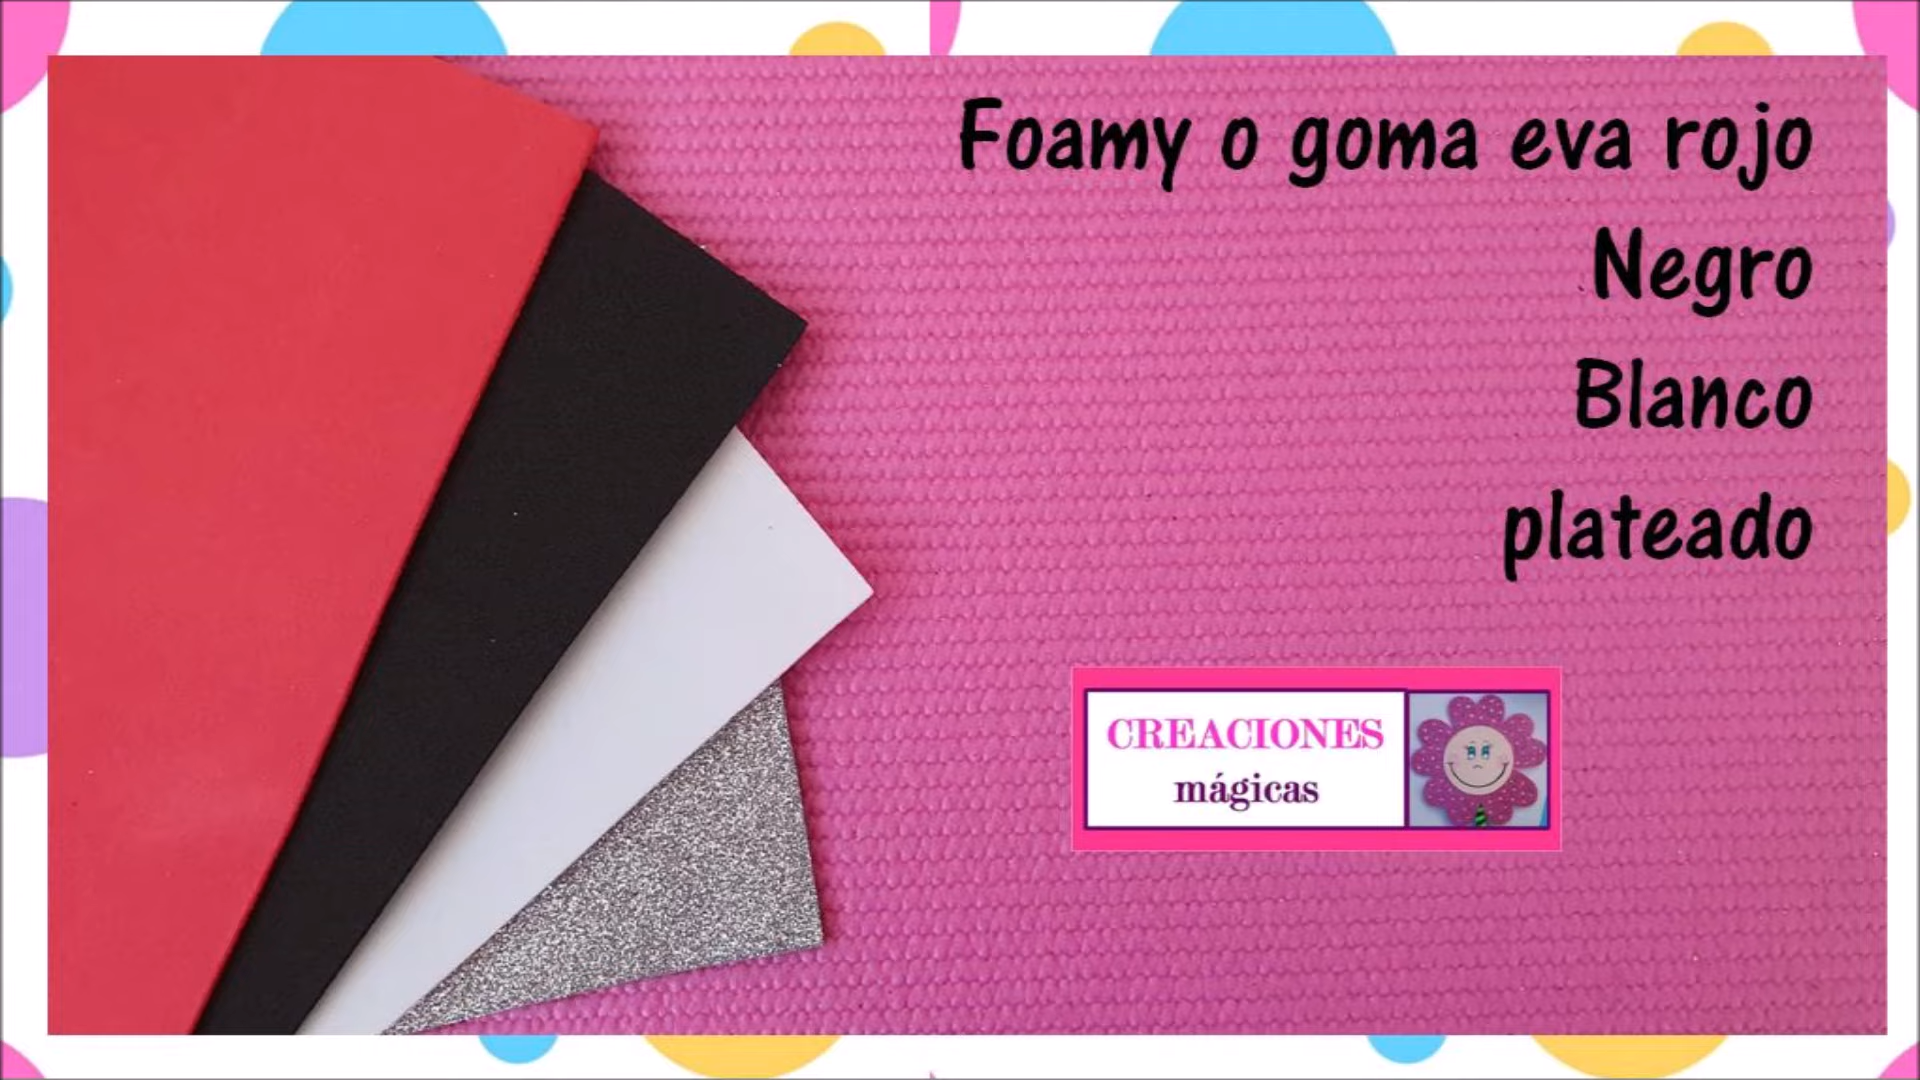 Foamy o goma eva rojo
Negro
Blanco
plateado
CREACIONES
mágicas